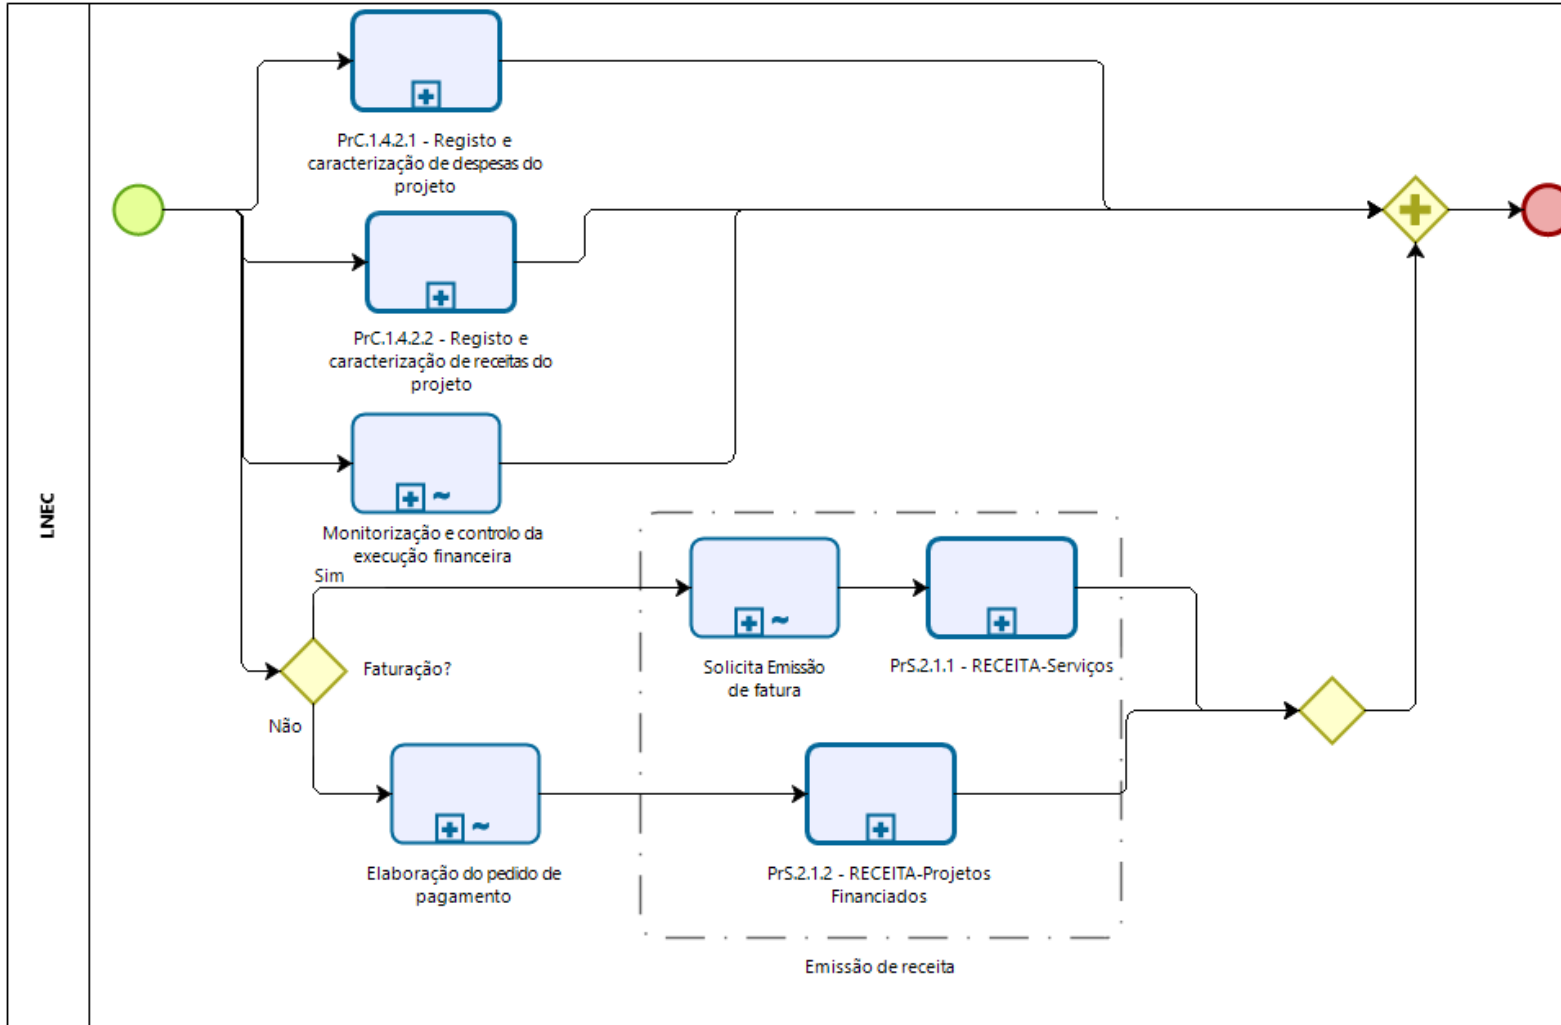 LNEC
PrC.1.4.2.1 - Registo e
caracterização de despesas do
projeto
PrC.1.4.2.2 - Registo e
caracterização de receitas do
projeto
Monitorização e controlo da
execução financeira
Sim
Faturação?
Não
Solicita Emissão
de fatura
PrS.2.1.1 - RECEITA-Serviços
Elaboração do pedido de
pagamento
PrS.2.1.2 - RECEITA-Projetos
Financiados
Emissão de receita